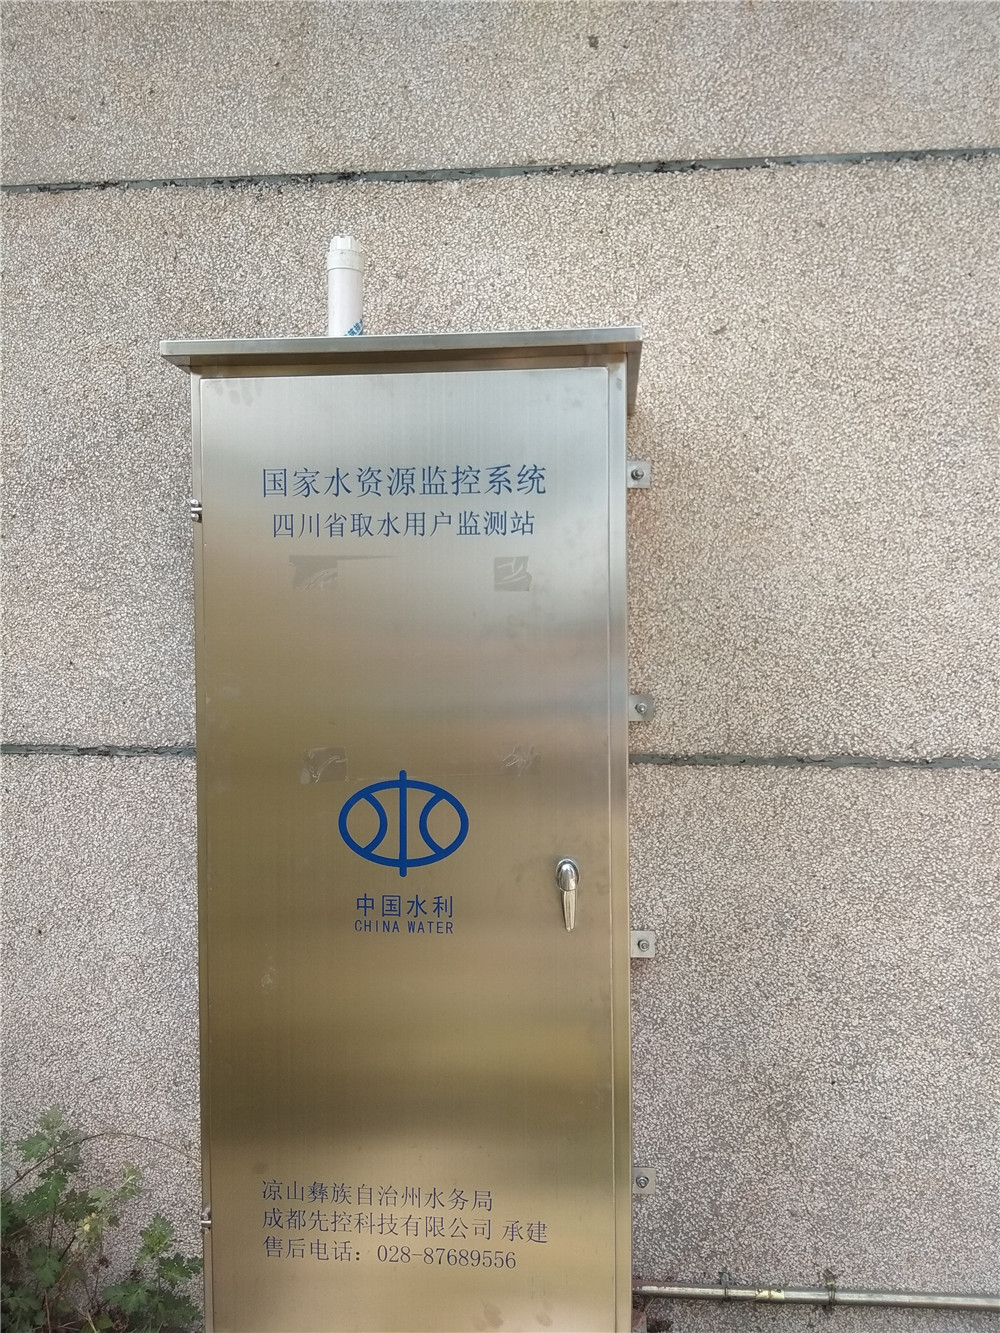 国家水资源监控系统
四川省取水用户监测站
中国水利
CHINA WATER
凉山彝族自治州水务局
成都先控科技有限公司 承建
售后电话：028-87689556